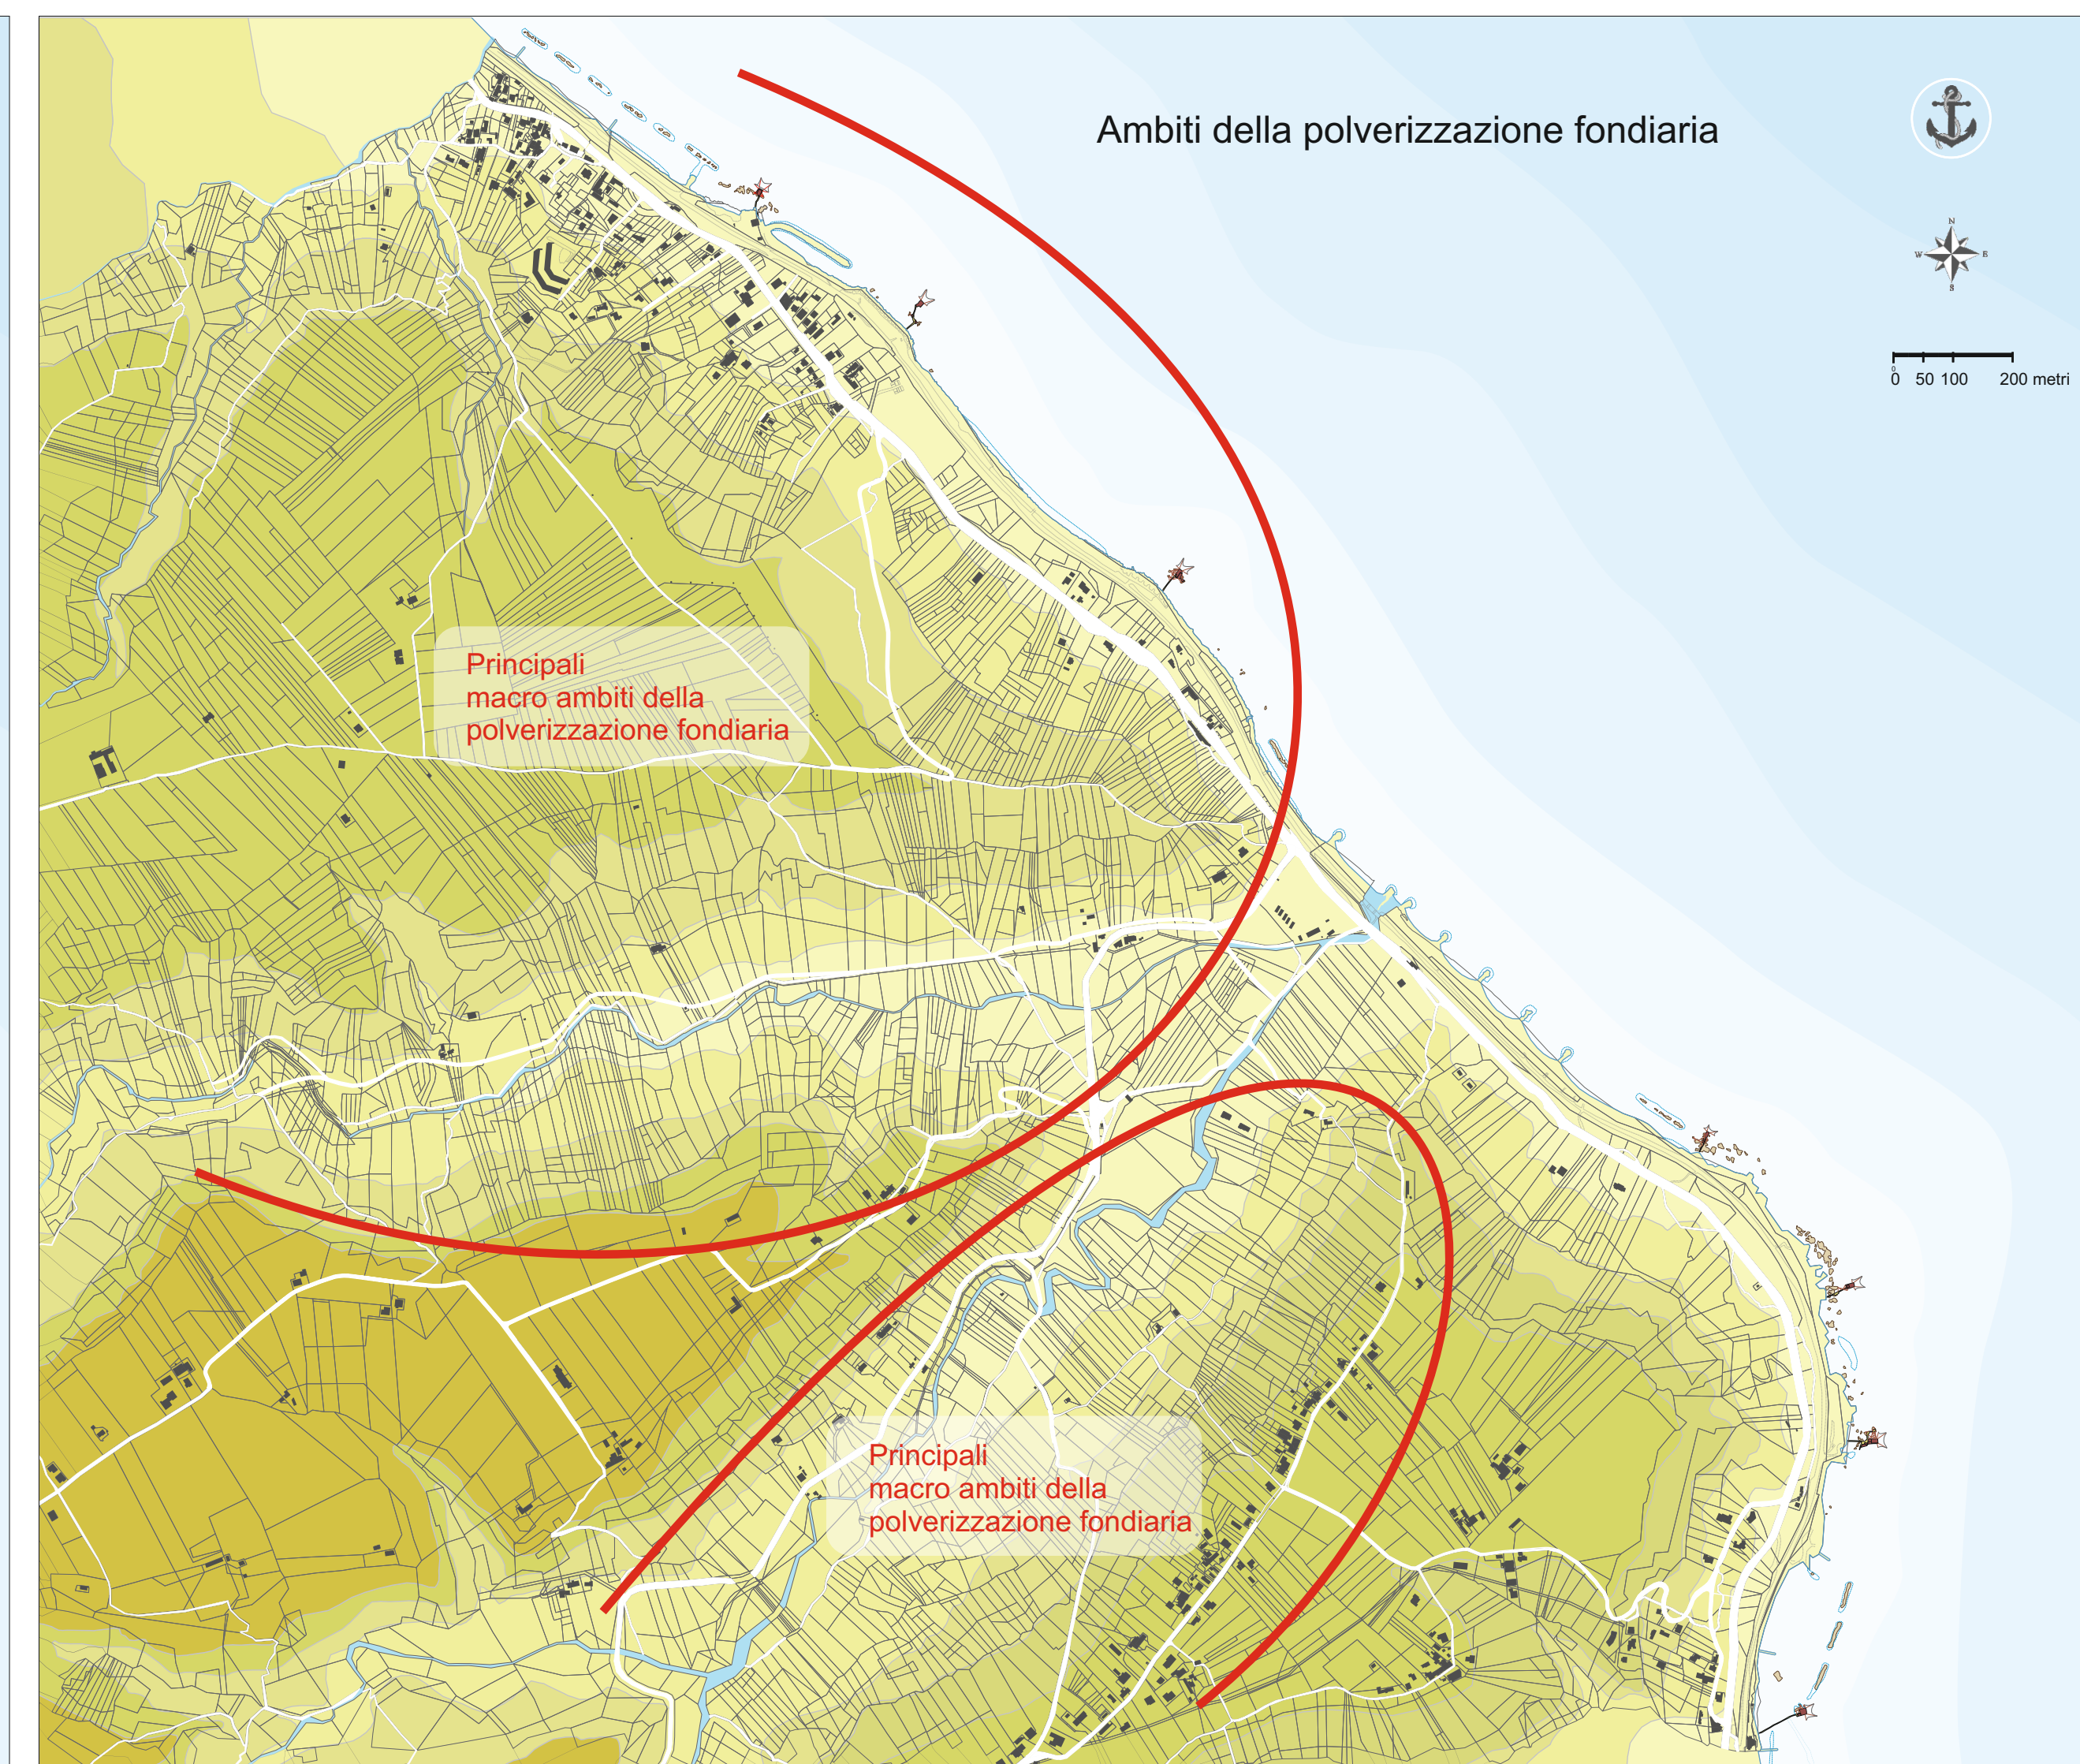 Ambiti della polverizzazione fondiaria
N
W E
S
0
0 50 100 200 metri
Principali
macro ambiti della
polverizzazione fondiaria
Principali
macro ambiti della
polverizzazione fondiaria